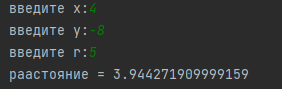 введите x:4
введите y:-8
введите r:5
раастояние = 3.944271909999159